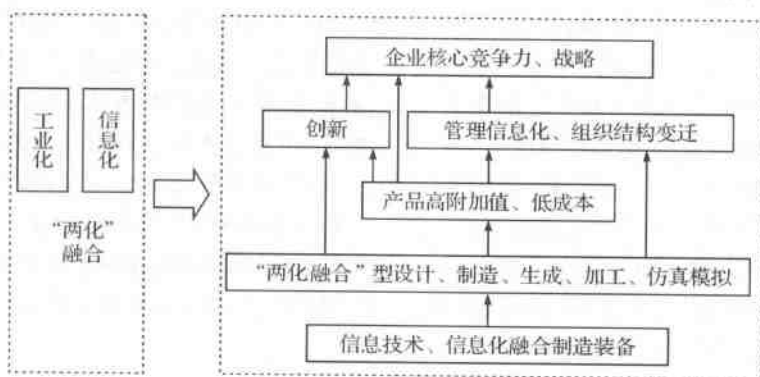 工业化
信息化
“两化”
融合
企业核心竞争力、战略
创新
管理信息化、组织结构变迁
产品高附加值、低成本
“两化融合”型设计、制造、生成、加工、仿真模拟
信息技术、信息化融合制造装备